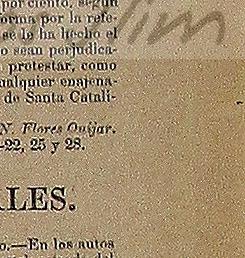 por ciento, segun
forma por la refe-
se le ha hecho el
o sean perjudica-
protestar, como
ualquier enajena-
de Santa Catali-
N. Flores Quijar.
-22, 25 y 28.
LES.
o.—En los autos